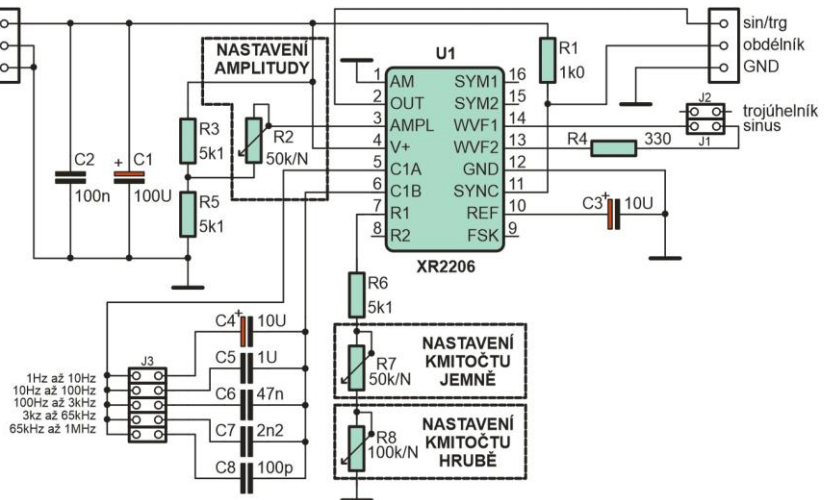 sin/trg
obdélník
GND
NASTAVENÍ
AMPLITUDY
U1
R1
1k0
1 AM SYM1 16
2 OUT SYM2 15
3 AMPL WVF1 14
4 V+ WVF2 13
5 C1A GND 12
6 C1B SYNC 11
7 R1 REF 10
8 R2 FSK 9
XR2206
J2
trojúhelník
sinus
J1
R4 330
R3
5k1
R2
50k/N
C2
100n
+ C1
100U
R5
5k1
C3 + 10U
R6
5k1
C4 + 10U
C5 1U
C6 47n
C7 2n2
C8 100p
J3
1Hz až 10Hz
10Hz až 100Hz
100Hz až 3kHz
3kz až 65kHz
65kHz až 1MHz
R7
50k/N
NASTAVENÍ
KMITOČTU
JEMNĚ
R8
100k/N
NASTAVENÍ
KMITOČTU
HRUBĚ